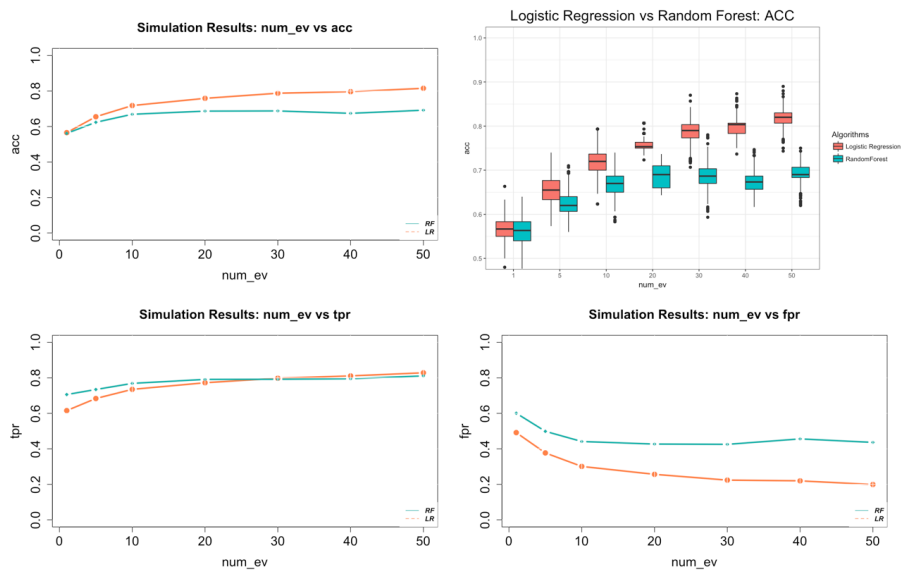 Simulation Results: num_ev vs acc
acc
0.0 0.2 0.4 0.6 0.8 1.0
0 10 20 30 40 50
num_ev
RF
LR
Logistic Regression vs Random Forest: ACC
acc
1.0
0.9
0.8
0.7
0.6
0.5
1 5 10 20 30 40 50
num_ev
Algorithms
Logistic Regression
RandomForest
Simulation Results: num_ev vs tpr
tpr
0.0 0.2 0.4 0.6 0.8 1.0
0 10 20 30 40 50
num_ev
RF
LR
Simulation Results: num_ev vs fpr
fpr
0.0 0.2 0.4 0.6 0.8 1.0
0 10 20 30 40 50
num_ev
RF
LR